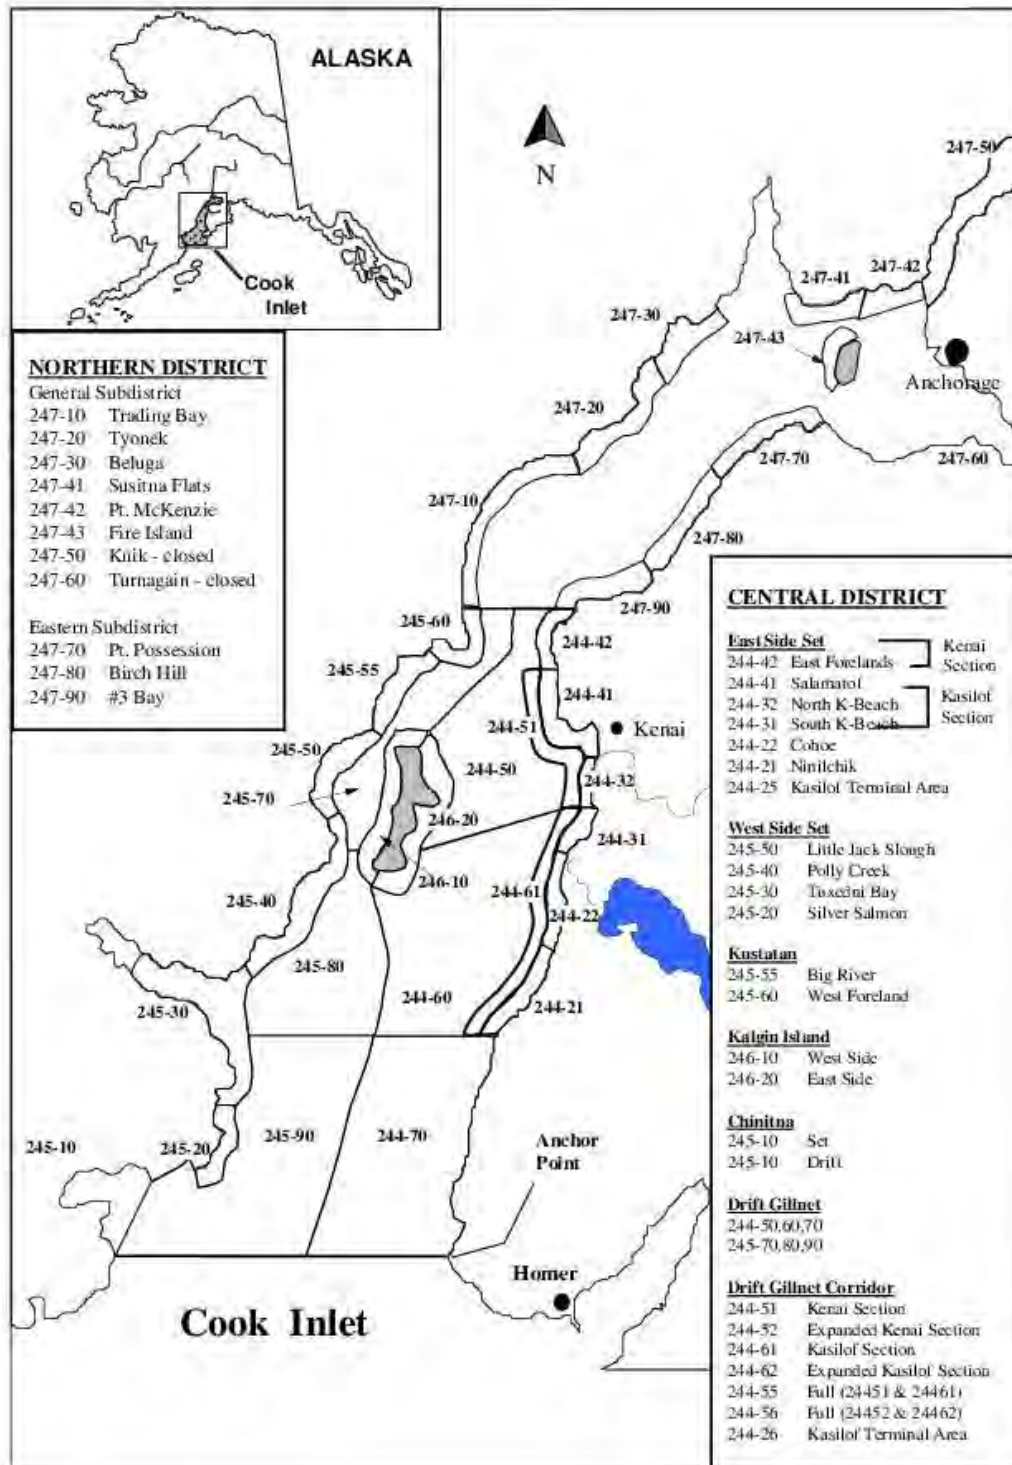 ALASKA
Cook
Inlet
N
NORTHERN DISTRICT
General Subdistrict
247-10 Trading Bay
247-20 Tyonek
247-30 Beluga
247-41 Susitna Flats
247-42 Pt. McKenzie
247-43 Fire Island
247-50 Knik - closed
247-60 Turnagain - closed
Eastern Subdistrict
247-70 Pt. Possession
247-80 Birch Hill
247-90 #3 Bay
247-50
247-42
247-41
247-30
247-43
Anchorage
247-20
247-60
247-70
247-10
247-80
247-90
245-60
244-42
245-55
244-41
244-51
Kenai
245-50
244-50
244-32
245-70
246-20
244-31
246-10
244-61
245-40
244-22
245-80
244-60
244-21
245-30
245-90
244-70
245-10
245-20
Anchor
Point
Homer
Cook Inlet
CENTRAL DISTRICT
East Side Set
244-42 East Forelands
244-41 Salamatof
244-32 North K-Beach
244-31 South K-Beach
244-22 Cohoe
244-21 Ninilchik
244-25 Kasilof Terminal Area
Kenai
Section
Kasilof
Section
West Side Set
245-50 Little Jack Slough
245-40 Polly Creek
245-30 Tuxedni Bay
245-20 Silver Salmon
Kustatan
245-55 Big River
245-60 West Foreland
Kalgin Island
246-10 West Side
246-20 East Side
Chinitna
245-10 Set
245-10 Drift
Drift Gillnet
244-50,60,70
245-70,80,90
Drift Gillnet Corridor
244-51 Kenai Section
244-52 Expanded Kenai Section
244-61 Kasilof Section
244-62 Expanded Kasilof Section
244-55 Full (24451 & 24461)
244-56 Full (24452 & 24462)
244-26 Kasilof Terminal Area